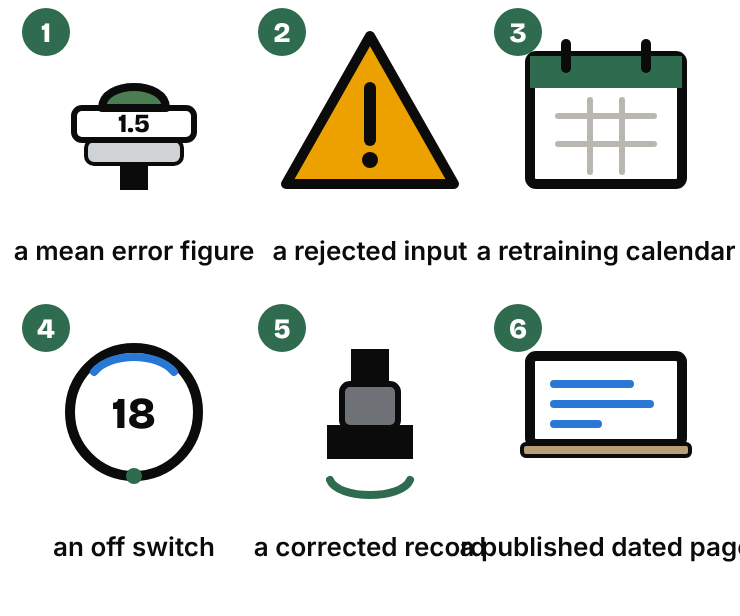 1
2
3
1.5
a mean error figure
a rejected input
a retraining calendar
4
5
6
18
an off switch
a corrected record
a published dated page